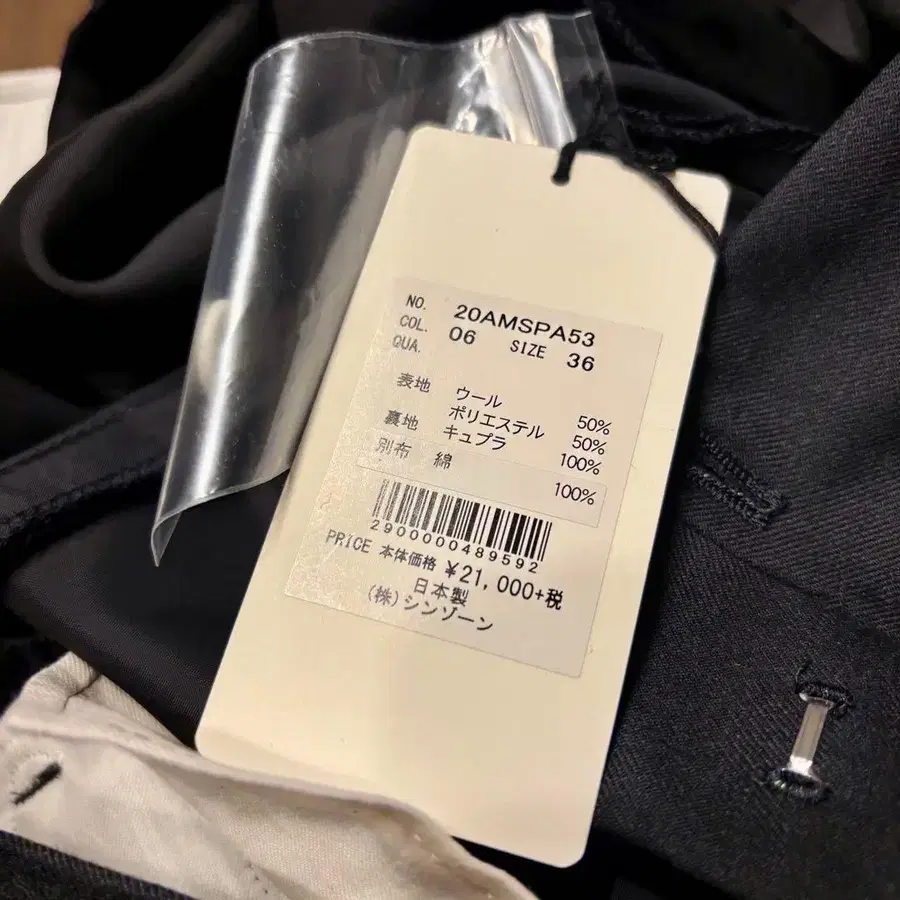 NO. 20AMSPA53
COL. 06 SIZE 36
QUA.
表地 ウール 50%
ポリエステル 50%
裏地 キュプラ 100%
別布 綿 100%
2900000489592
PRICE 本体価格 ¥21,000+税
日本製
(株)シンゾーン